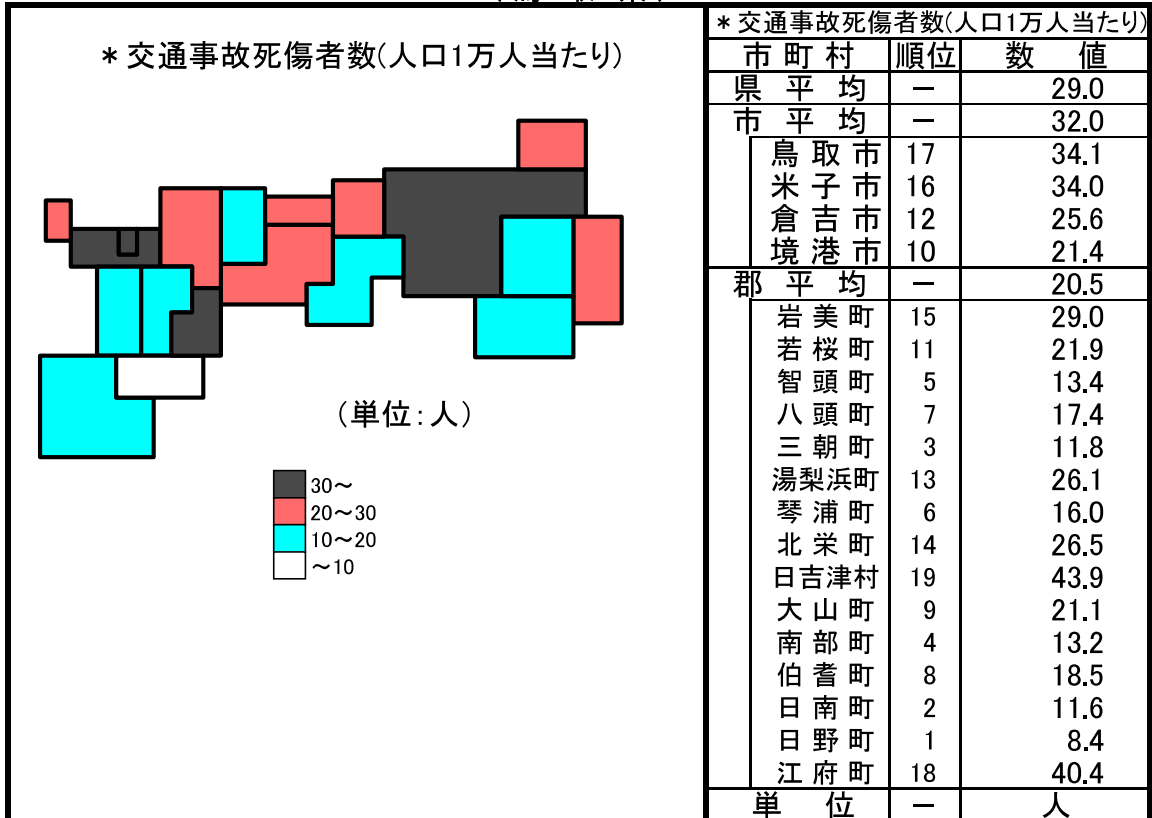 *交通事故死傷者数(人口1万人当たり)
(単位:人)
30～
20～30
10～20
～10
*交通事故死傷者数(人口1万人当たり)
市町村 順位 数 値
県 平 均 － 29.0
市 平 均 － 32.0
鳥取市 17 34.1
米子市 16 34.0
倉吉市 12 25.6
境港市 10 21.4
郡 平 均 － 20.5
岩美町 15 29.0
若桜町 11 21.9
智頭町 5 13.4
八頭町 7 17.4
三朝町 3 11.8
湯梨浜町 13 26.1
琴浦町 6 16.0
北栄町 14 26.5
日吉津村 19 43.9
大山町 9 21.1
南部町 4 13.2
伯耆町 8 18.5
日南町 2 11.6
日野町 1 8.4
江府町 18 40.4
単 位 － 人